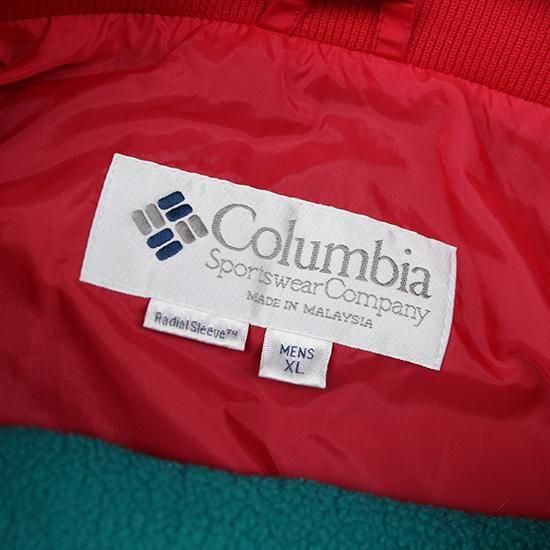 Columbia
Sportswear Company
MADE IN MALAYSIA
Radial Sleeve™
MENS
XL